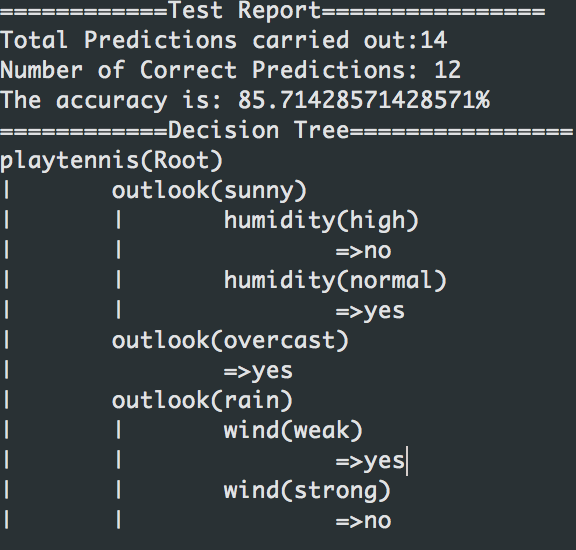 ============Test Report================
Total Predictions carried out:14
Number of Correct Predictions: 12
The accuracy is: 85.71428571428571%
============Decision Tree================
playtennis(Root)
|       outlook(sunny)
|       |       humidity(high)
|       |               =>no
|       |       humidity(normal)
|       |               =>yes
|       outlook(overcast)
|               =>yes
|       outlook(rain)
|       |       wind(weak)
|       |               =>yes
|       |       wind(strong)
|       |               =>no